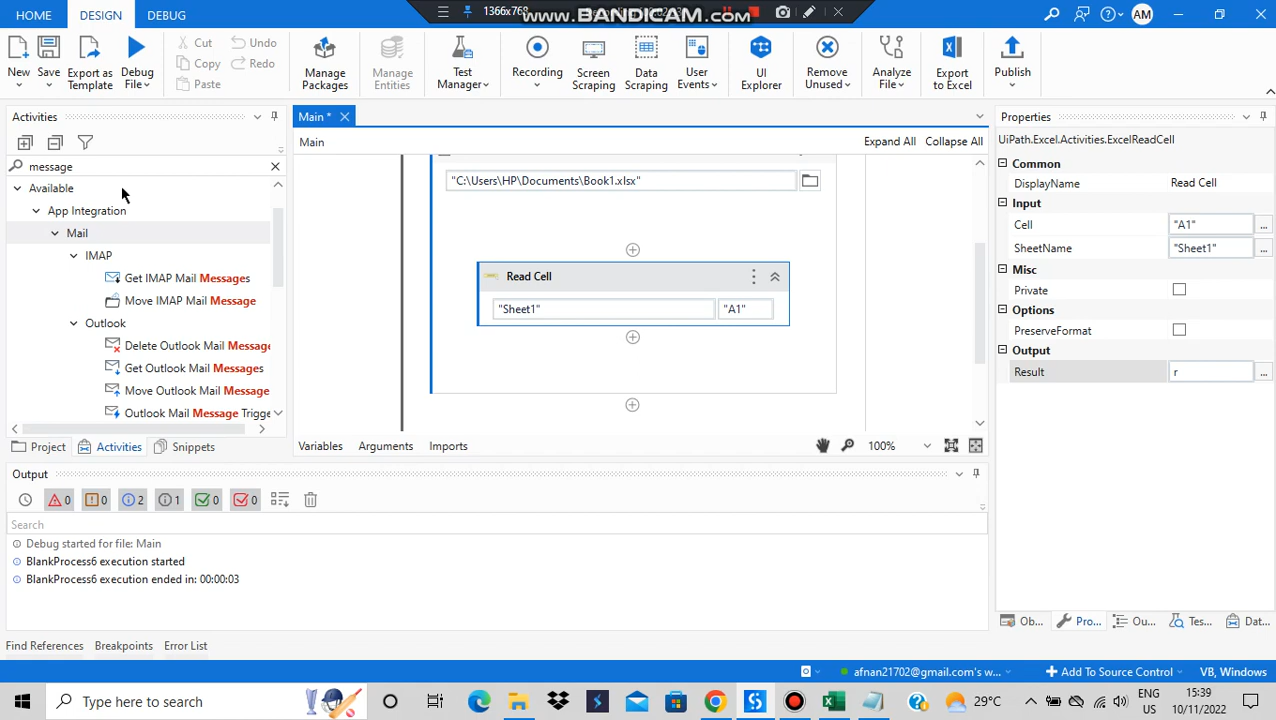 HOME
DESIGN
DEBUG
1366x768
www.BANDICAM.com
AM
New
Save
Export as Template
Debug File
Cut
Copy
Paste
Undo
Redo
Manage Packages
Manage Entities
Test Manager
Recording
Screen Scraping
Data Scraping
User Events
UI Explorer
Remove Unused
Analyze File
Export to Excel
Publish
Activities
message
Available
App Integration
Mail
IMAP
Get IMAP Mail Messages
Move IMAP Mail Message
Outlook
Delete Outlook Mail Message
Get Outlook Mail Messages
Move Outlook Mail Message
Outlook Mail Message Trigge
Project
Activities
Snippets
Main *
Main
Expand All
Collapse All
"C:\Users\HP\Documents\Book1.xlsx"
Read Cell
"Sheet1"
"A1"
Variables
Arguments
Imports
100%
Properties
UiPath.Excel.Activities.ExcelReadCell
Common
DisplayName
Read Cell
Input
Cell
"A1"
...
SheetName
"Sheet1"
...
Misc
Private
Options
PreserveFormat
Output
Result
r
...
Ob...
Pro...
Ou...
Tes...
Dat...
Output
0
0
2
1
0
0
Search
Debug started for file: Main
BlankProcess6 execution started
BlankProcess6 execution ended in: 00:00:03
Find References
Breakpoints
Error List
afnan21702@gmail.com's w...
Add To Source Control
VB, Windows
Type here to search
29°C
ENG
US
15:39
10/11/2022